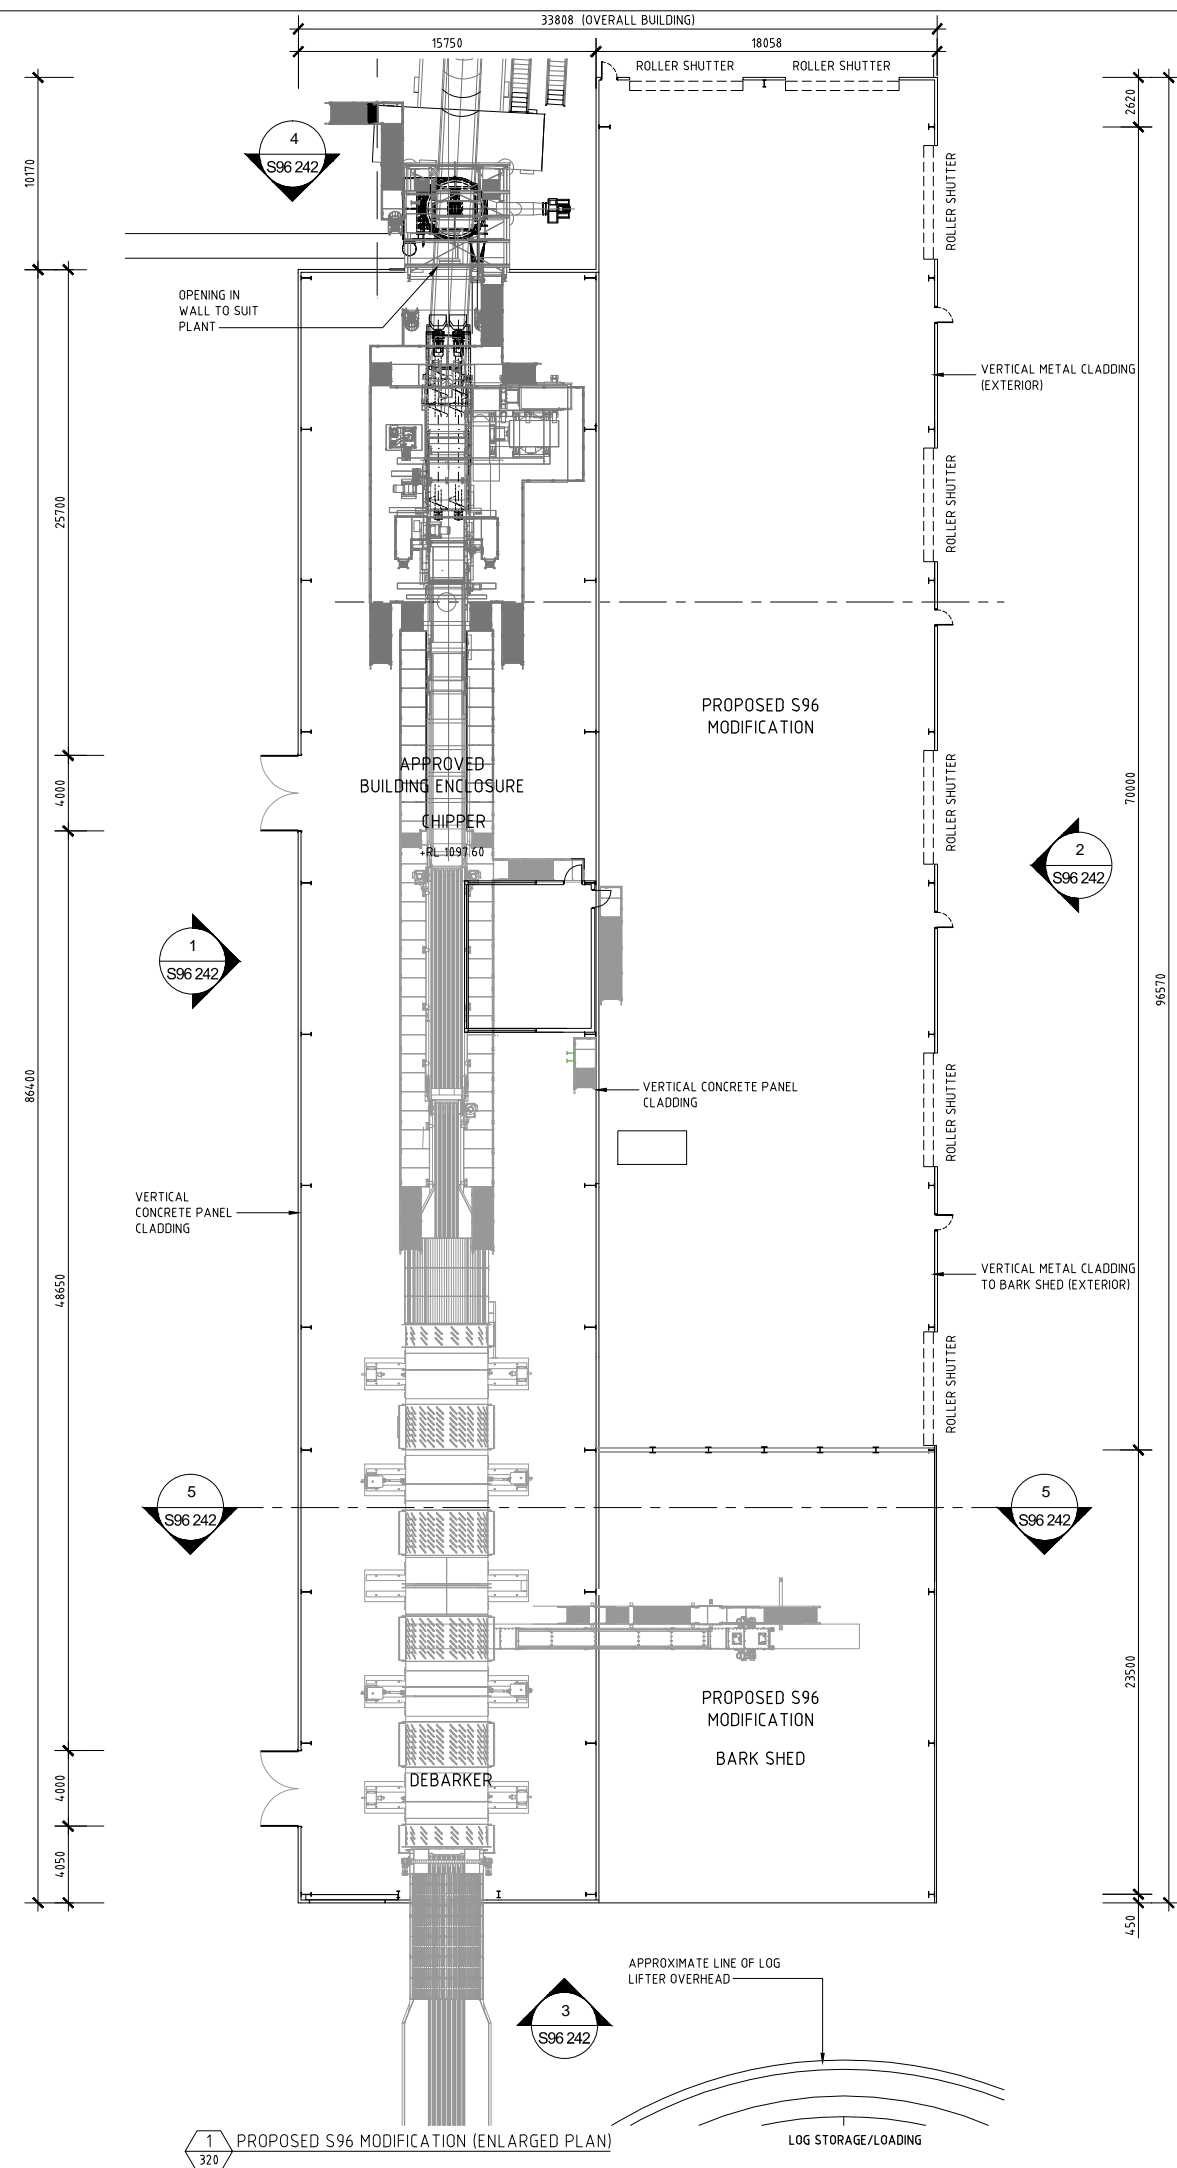 33808 (OVERALL BUILDING)
15750
18058
ROLLER SHUTTER
ROLLER SHUTTER
2620
10170
4
S96 242
ROLLER SHUTTER
OPENING IN
WALL TO SUIT
PLANT
VERTICAL METAL CLADDING
(EXTERIOR)
25700
ROLLER SHUTTER
PROPOSED S96
MODIFICATION
APPROVED
BUILDING ENCLOSURE
CHIPPER
+RL 1097.60
4000
70000
ROLLER SHUTTER
2
S96 242
1
S96 242
96570
86400
VERTICAL CONCRETE PANEL
CLADDING
ROLLER SHUTTER
VERTICAL
CONCRETE PANEL
CLADDING
48650
VERTICAL METAL CLADDING
TO BARK SHED (EXTERIOR)
ROLLER SHUTTER
5
S96 242
5
S96 242
23500
PROPOSED S96
MODIFICATION
BARK SHED
DEBARKER
4000
4050
450
APPROXIMATE LINE OF LOG
LIFTER OVERHEAD
3
S96 242
1
320
PROPOSED S96 MODIFICATION (ENLARGED PLAN)
LOG STORAGE/LOADING